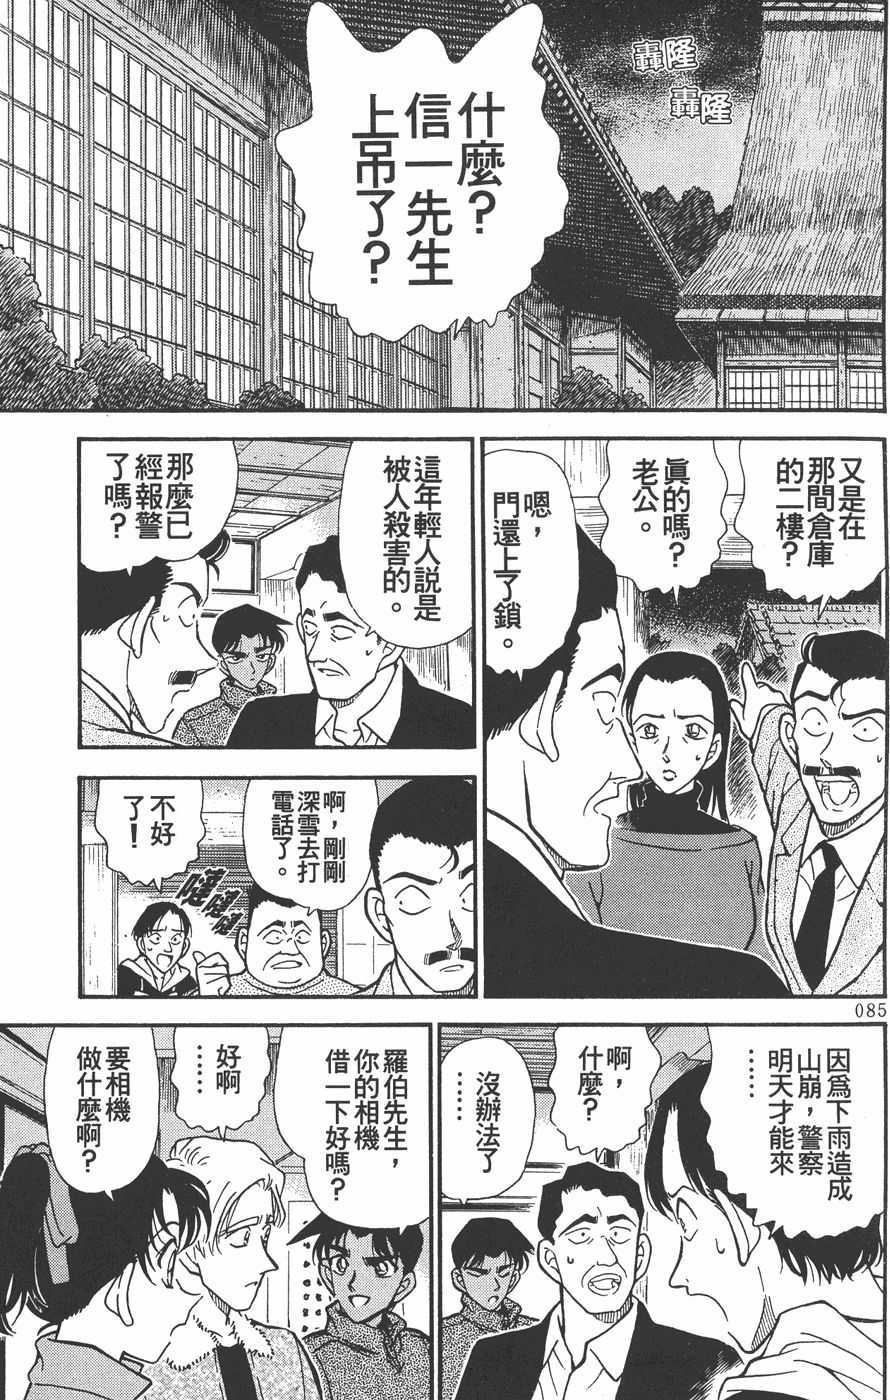 轟隆
轟隆
什麼？
信一先生
上吊了？
又是在
那間倉庫
的二樓？
真的嗎？
老公。
嗯，
門還上了鎖。
這年輕人說是
被人殺害的。
那麼已
經報警
了嗎？
啊，剛剛
深雪去打
電話了。
噠噠噠
不好
了！
085
因為下雨造成
山崩，警察
明天才能來
……
啊，
什麼？
沒辦法了
……
羅伯先生，
你的相機
借一下好嗎？
好啊
……
要相機
做什麼啊？